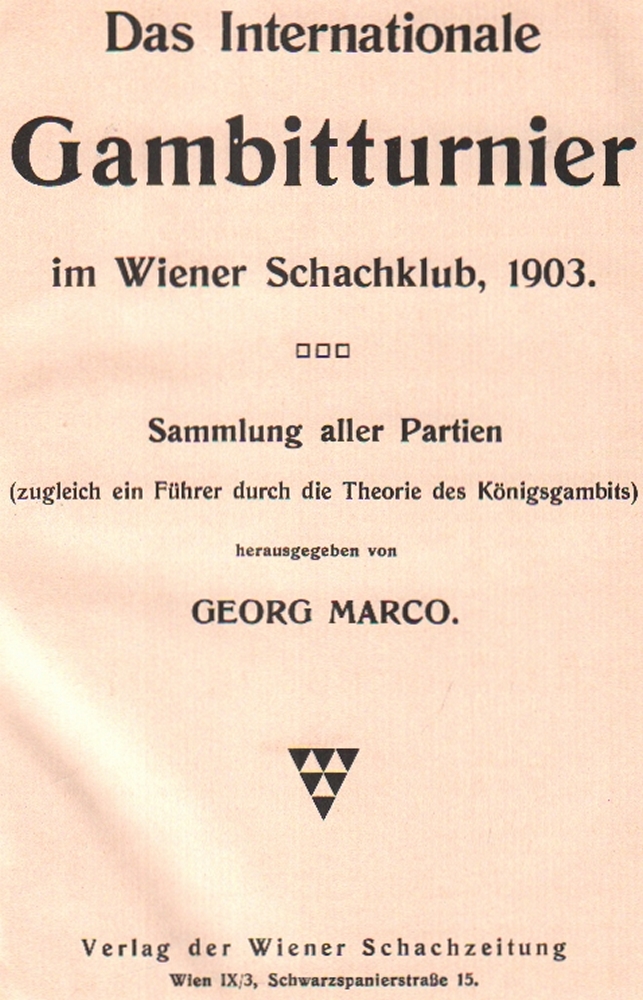 Das Internationale
Gambitturnier
im Wiener Schachklub, 1903.
Sammlung aller Partien
(zugleich ein Führer durch die Theorie des Königsgambits)
herausgegeben von
GEORG MARCO.
Verlag der Wiener Schachzeitung
Wien IX/3, Schwarzspanierstraße 15.